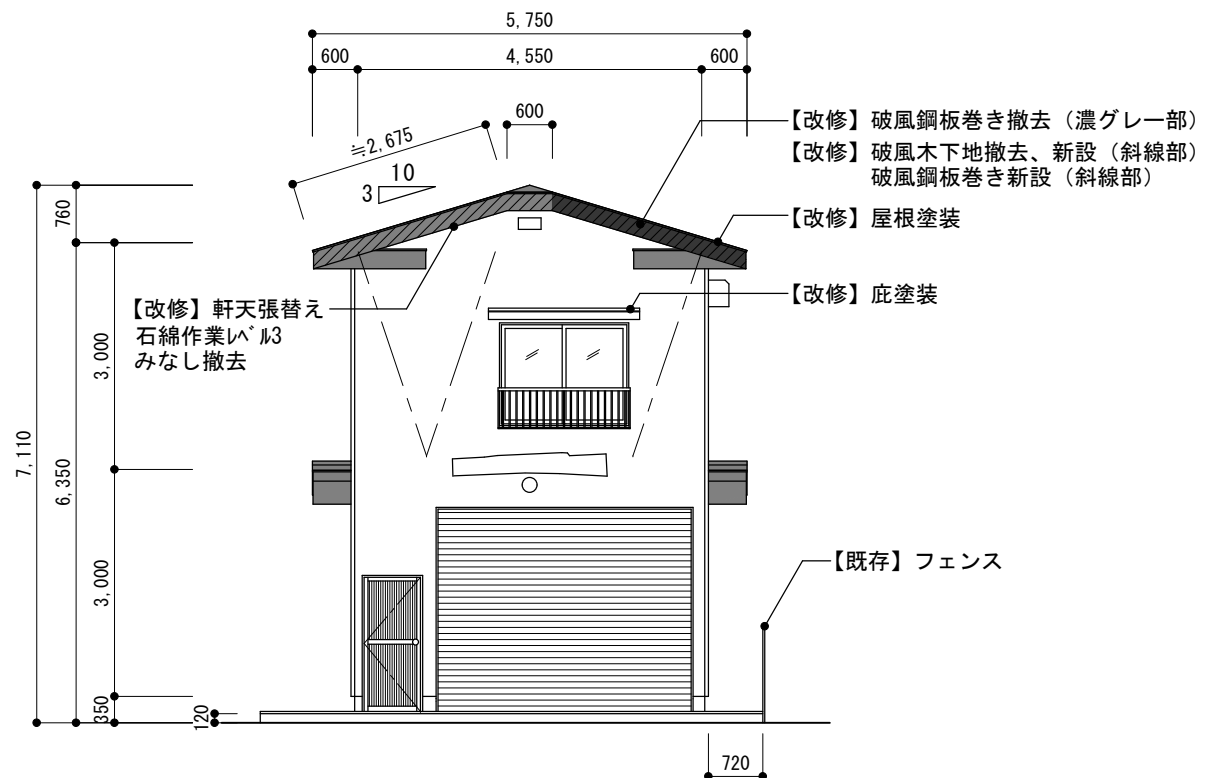 5,750
600
4,550
600
600
≒2,675
10
3
【改修】破風鋼板巻き撤去（濃グレー部）
【改修】破風木下地撤去、新設（斜線部）
破風鋼板巻き新設（斜線部）
【改修】屋根塗装
760
【改修】庇塗装
【改修】軒天張替え
石綿作業ﾚﾍﾞﾙ3
みなし撤去
3,000
7,110
6,350
3,000
【既存】フェンス
350
120
720